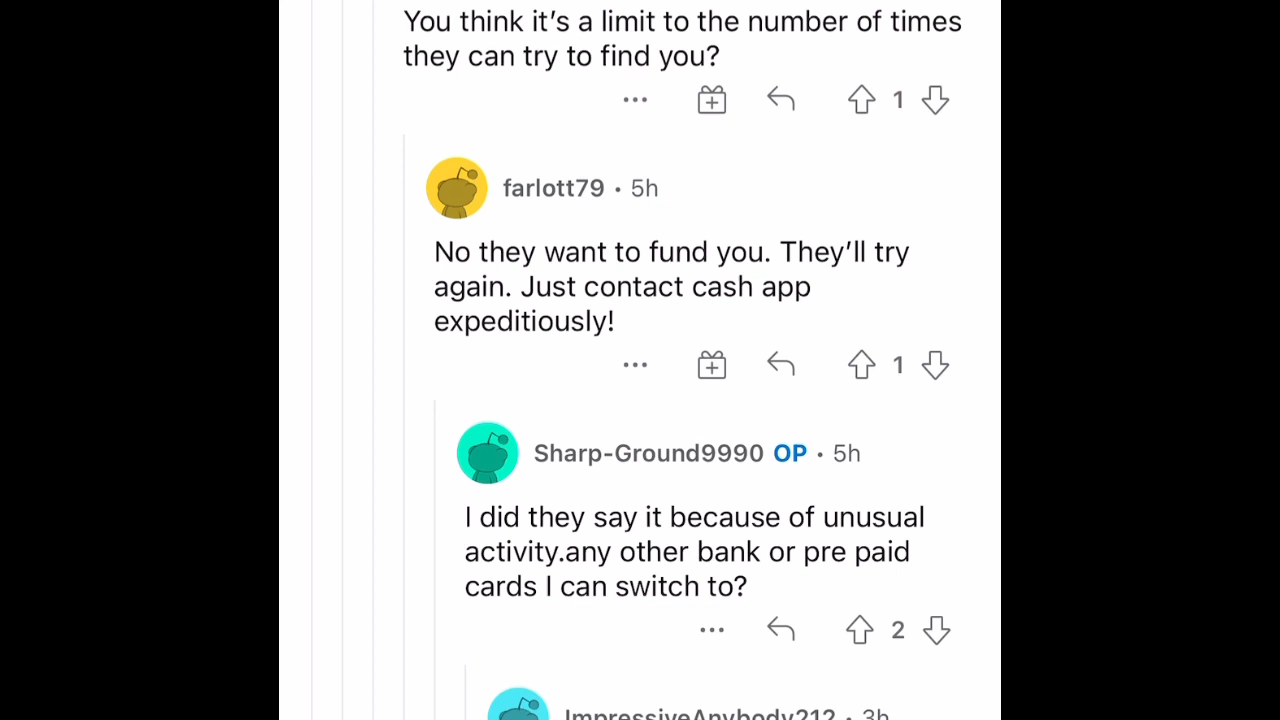 You think it’s a limit to the number of times
they can try to find you?
1
farlott79 • 5h
No they want to fund you. They’ll try
again. Just contact cash app
expeditiously!
1
Sharp-Ground9990 OP • 5h
I did they say it because of unusual
activity.any other bank or pre paid
cards I can switch to?
2
ImpressiveAnybody212 • 3h